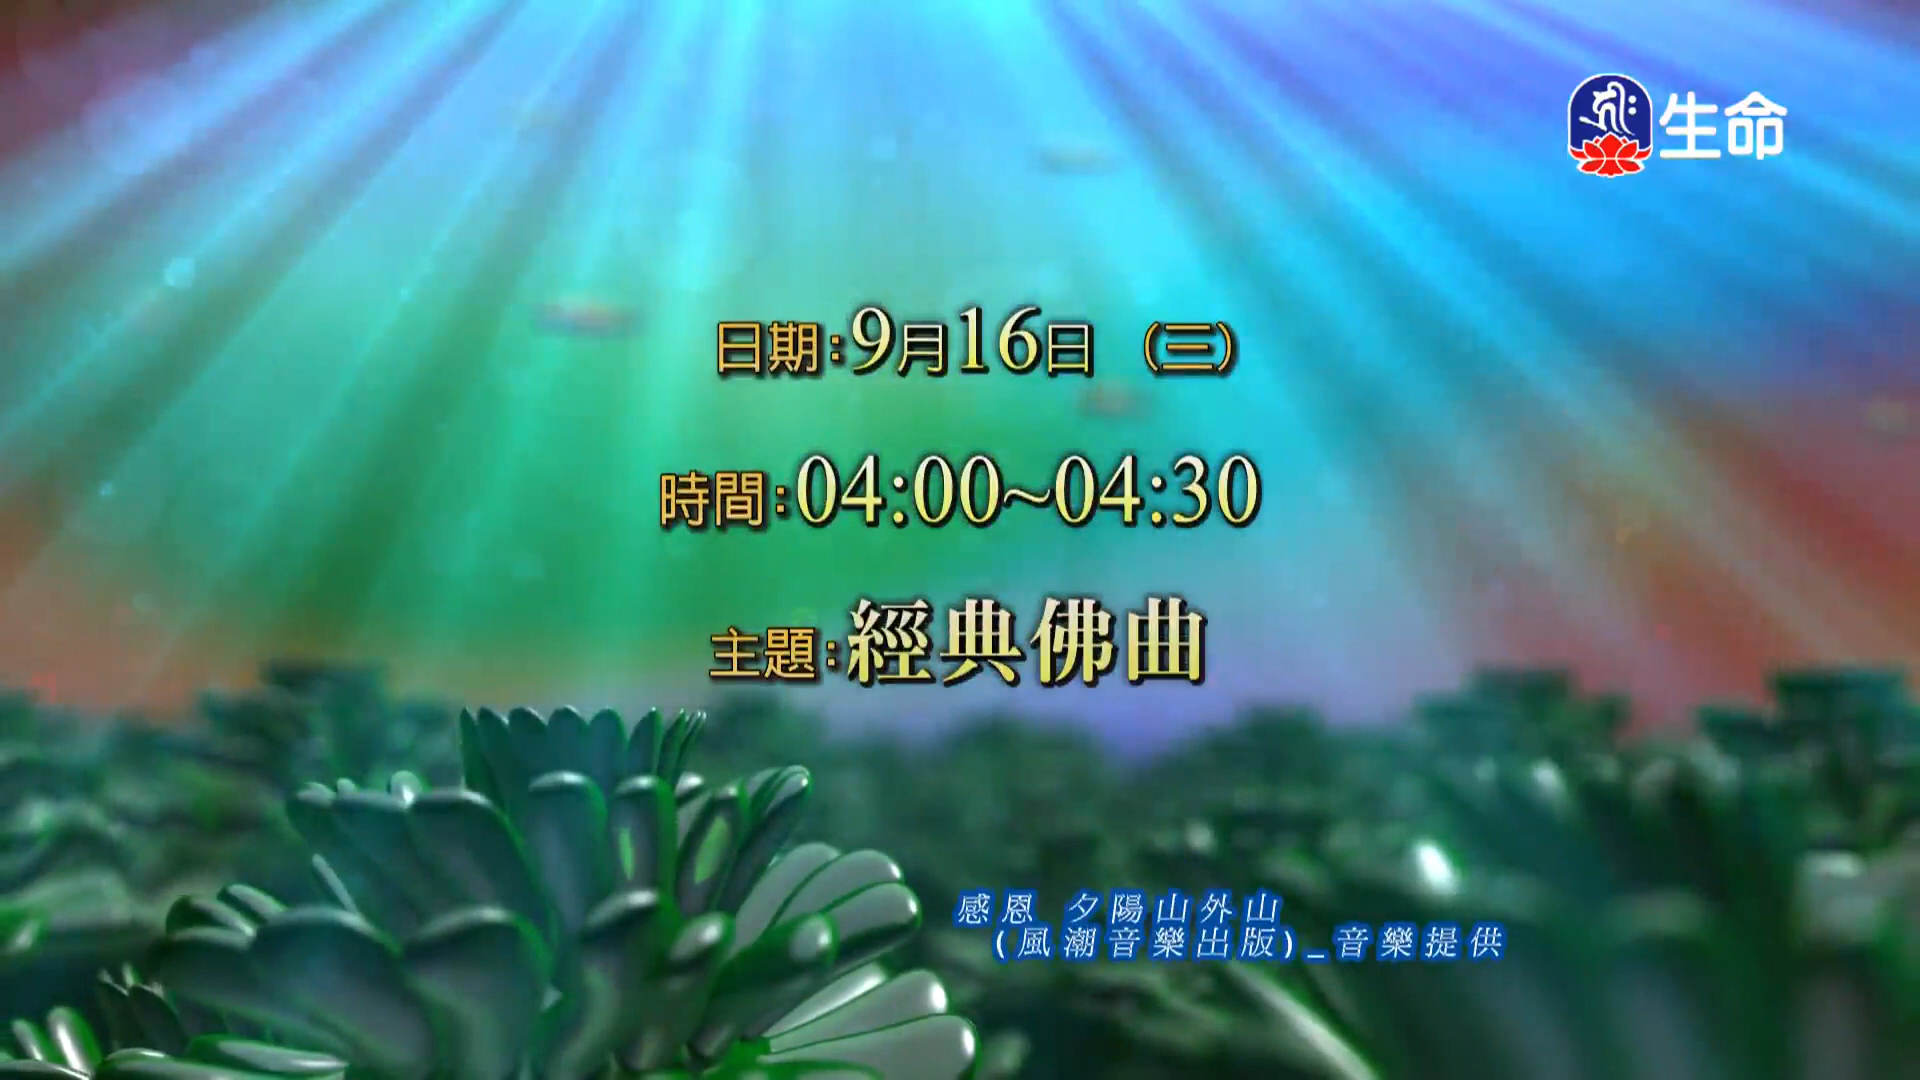 生命
日期:9月16日 (三)
時間:04:00~04:30
主題:經典佛曲
感恩 夕陽山外山
(風潮音樂出版)_音樂提供